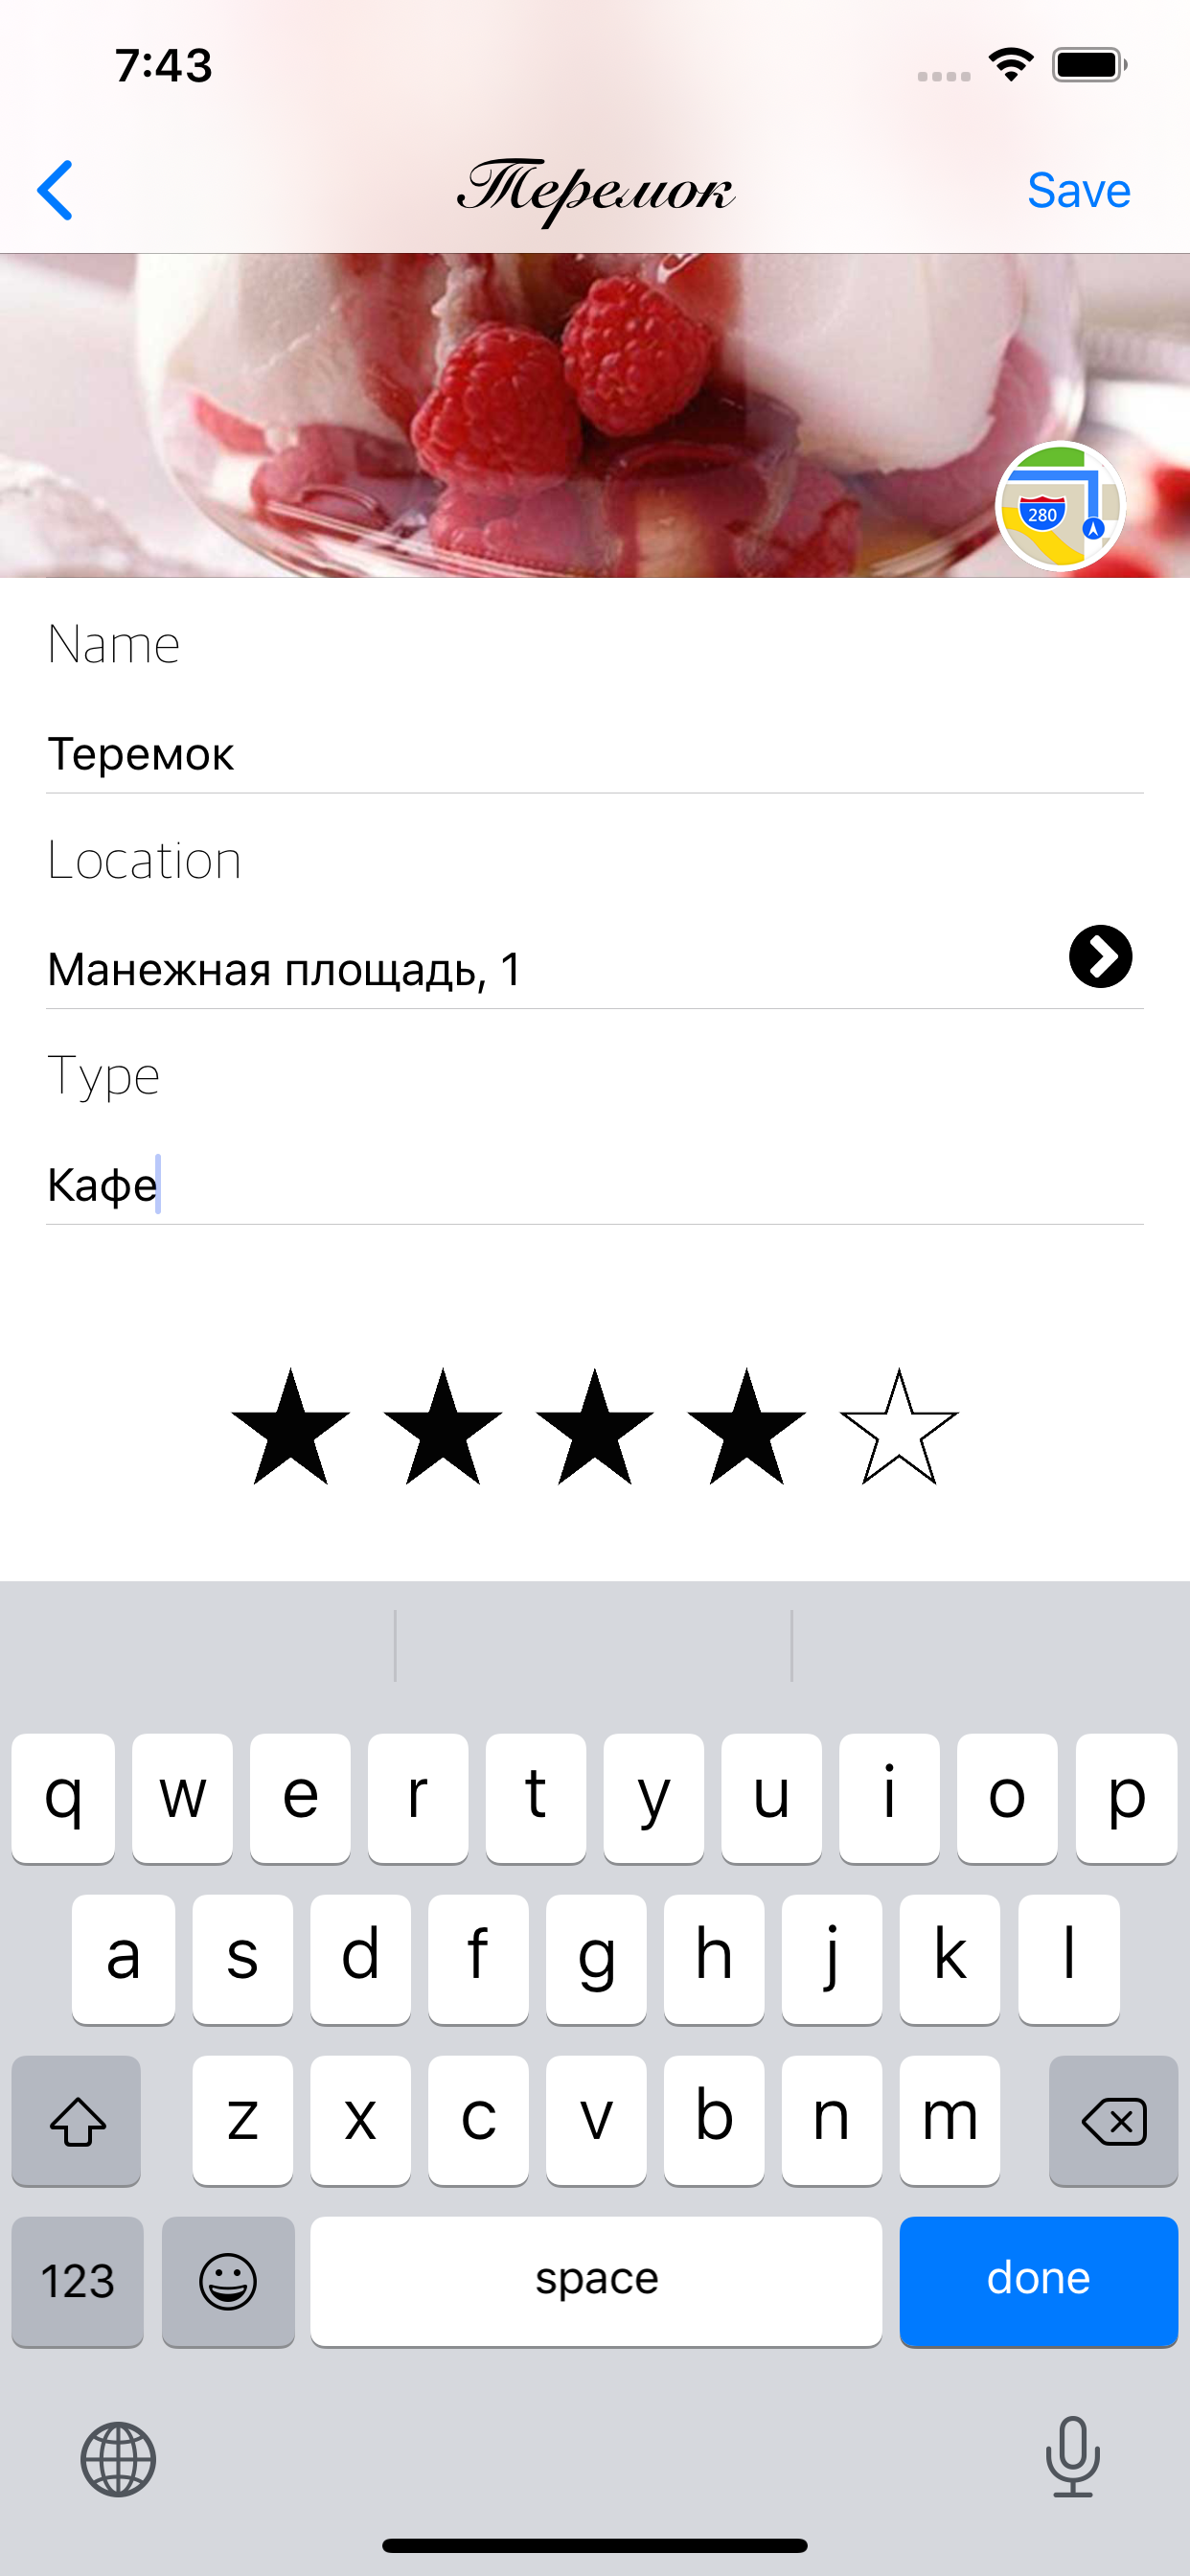 7:43
Теремок
Save
280
Name
Теремок
Location
Манежная площадь, 1
Type
Кафе
q w e r t y u i o p
a s d f g h j k l
z x c v b n m
123 space done